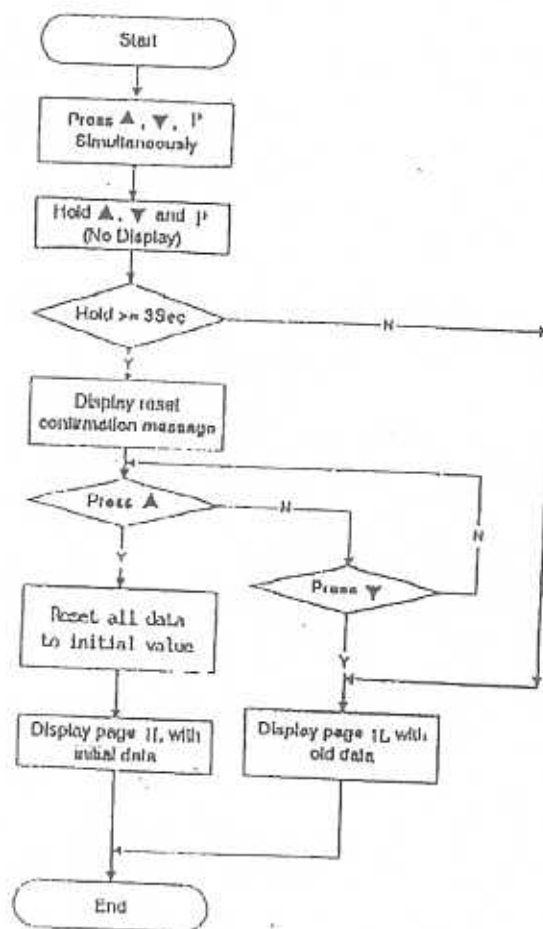 Start
Press ▲, ▼, P
Simultaneously
Hold ▲, ▼ and P
(No Display)
Hold >= 3Sec
N
Y
Display reset
confirmation message
Press ▲
N
N
Y
Press ▼
Reset all data
to initial value
Y
Display page 1L with
initial data
Display page 1L with
old data
End